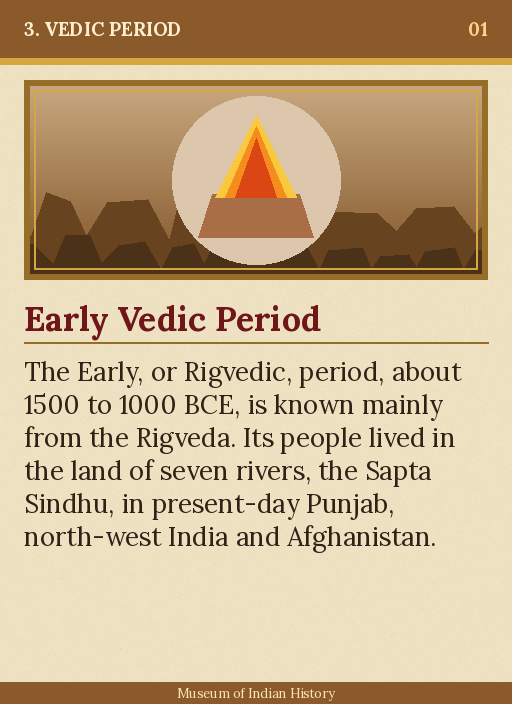 3. VEDIC PERIOD
01
Early Vedic Period
The Early, or Rigvedic, period, about
1500 to 1000 BCE, is known mainly
from the Rigveda. Its people lived in
the land of seven rivers, the Sapta
Sindhu, in present-day Punjab,
north-west India and Afghanistan.
Museum of Indian History